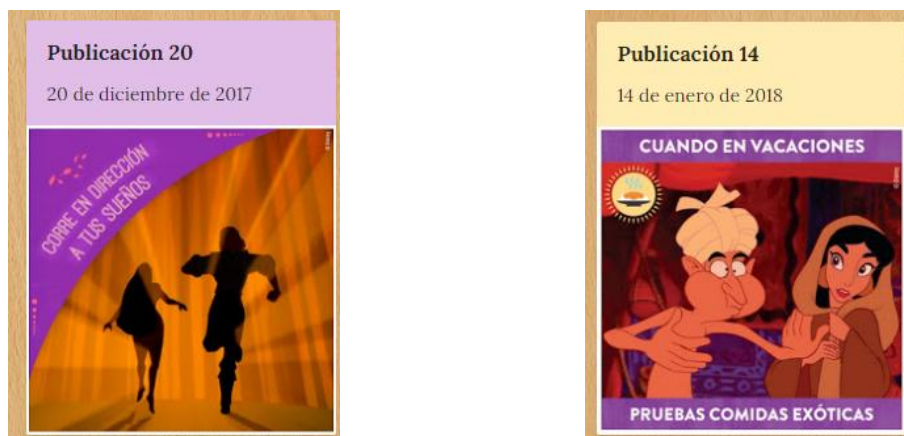 Publicación 20
20 de diciembre de 2017
CORRE EN DIRECCIÓN
A TUS SUEÑOS
Publicación 14
14 de enero de 2018
CUANDO EN VACACIONES
PRUEBAS COMIDAS EXÓTICAS